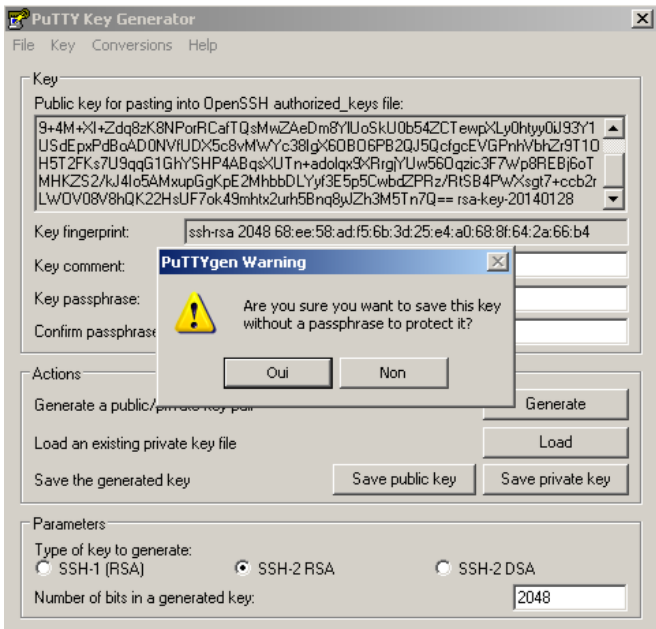 PuTTY Key Generator
File Key Conversions Help
Key
Public key for pasting into OpenSSH authorized_keys file:
9+4M+XI+Zdq8zK8NPorRCafTQsMwZAeDm8YlUoSkU0b54ZCTewpXLy0htyy0iJ93Y1
USdEpxPdBoAD0NVfUDX5c8vMWYc38lgX6OBO6PB2QJ5QcfgcEVGPnhVbhZr9T1O
H5T2FKs7U9qqG1GhYSHP4ABqsXUTn+adolqx9XRrgjYUw56Oqzic3F7Wp8REBj6oT
MHKZS2/kJ4Io5AMxupGgKpE2MhbbDLYyf3E5p5CwbdZPRz/RtSB4PWXsgt7+ccb2r
LWOV08V8hQK22HsUF7ok49mhtx2urh5Bnq8yJZh3M5Tn7Q== rsa-key-20140128
Key fingerprint: ssh-rsa 2048 68:ee:58:ad:f5:6b:3d:25:e4:a0:68:8f:64:2a:66:b4
Key comment:
Key passphrase:
Confirm passphrase
PuTTYgen Warning
Are you sure you want to save this key
without a passphrase to protect it?
Oui Non
Actions
Generate a public/private key pair Generate
Load an existing private key file Load
Save the generated key Save public key Save private key
Parameters
Type of key to generate:
SSH-1 (RSA) SSH-2 RSA SSH-2 DSA
Number of bits in a generated key: 2048